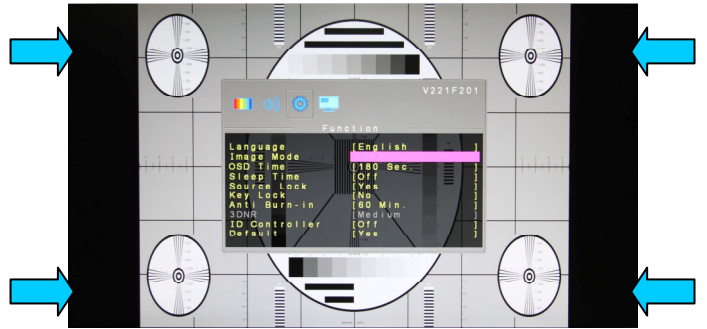 V221F201
Function
Language [English ]
Image Mode
OSD Time [180 Sec. ]
Sleep Time [Off ]
Source Lock [Yes ]
Key Lock [No ]
Anti Burn-in [60 Min. ]
3DNR [Medium ]
ID Controller [Off ]
Default [Yes ]